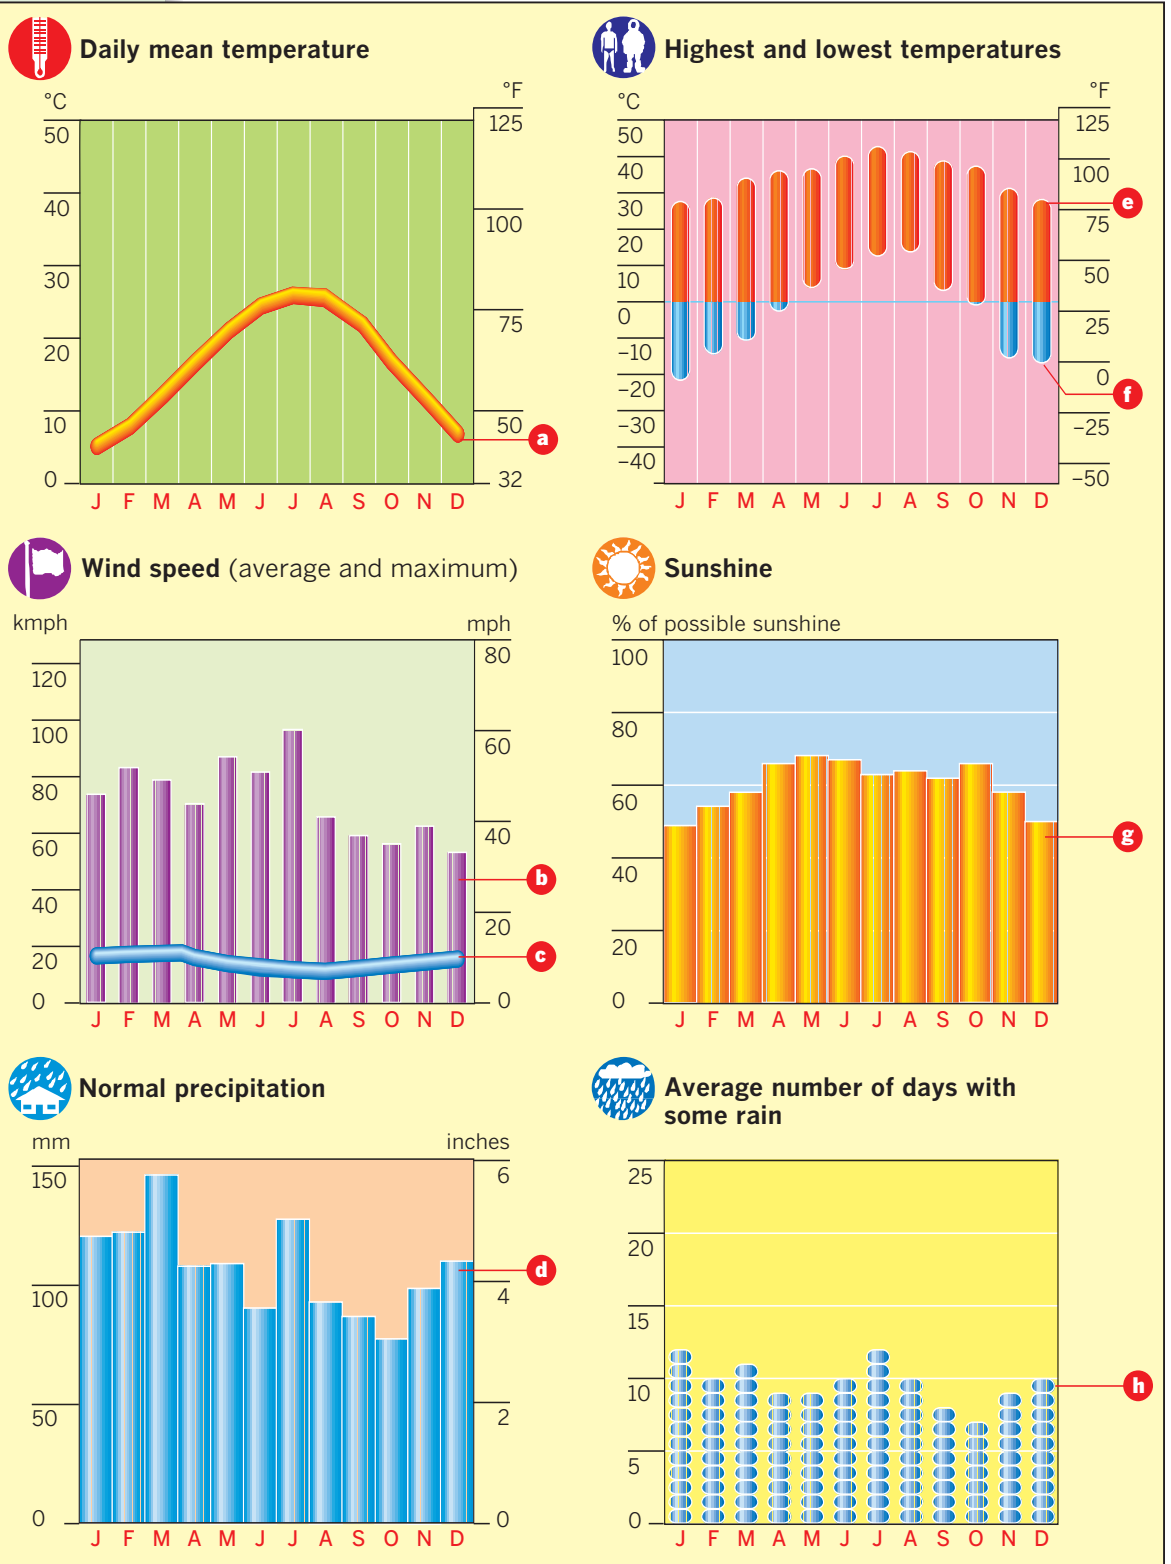 Daily mean temperature
°C
°F
50
40
30
20
10
0
125
100
75
50
32
J F M A M J J A S O N D
a
Highest and lowest temperatures
°C
°F
50
40
30
20
10
0
–10
–20
–30
–40
125
100
75
50
25
0
–25
–50
J F M A M J J A S O N D
e
f
Wind speed (average and maximum)
kmph
mph
120
100
80
60
40
20
0
80
60
40
20
0
J F M A M J J A S O N D
b
c
Sunshine
% of possible sunshine
100
80
60
40
20
0
J F M A M J J A S O N D
g
Normal precipitation
mm
inches
150
100
50
0
6
4
2
0
J F M A M J J A S O N D
d
Average number of days with
some rain
25
20
15
10
5
0
J F M A M J J A S O N D
h